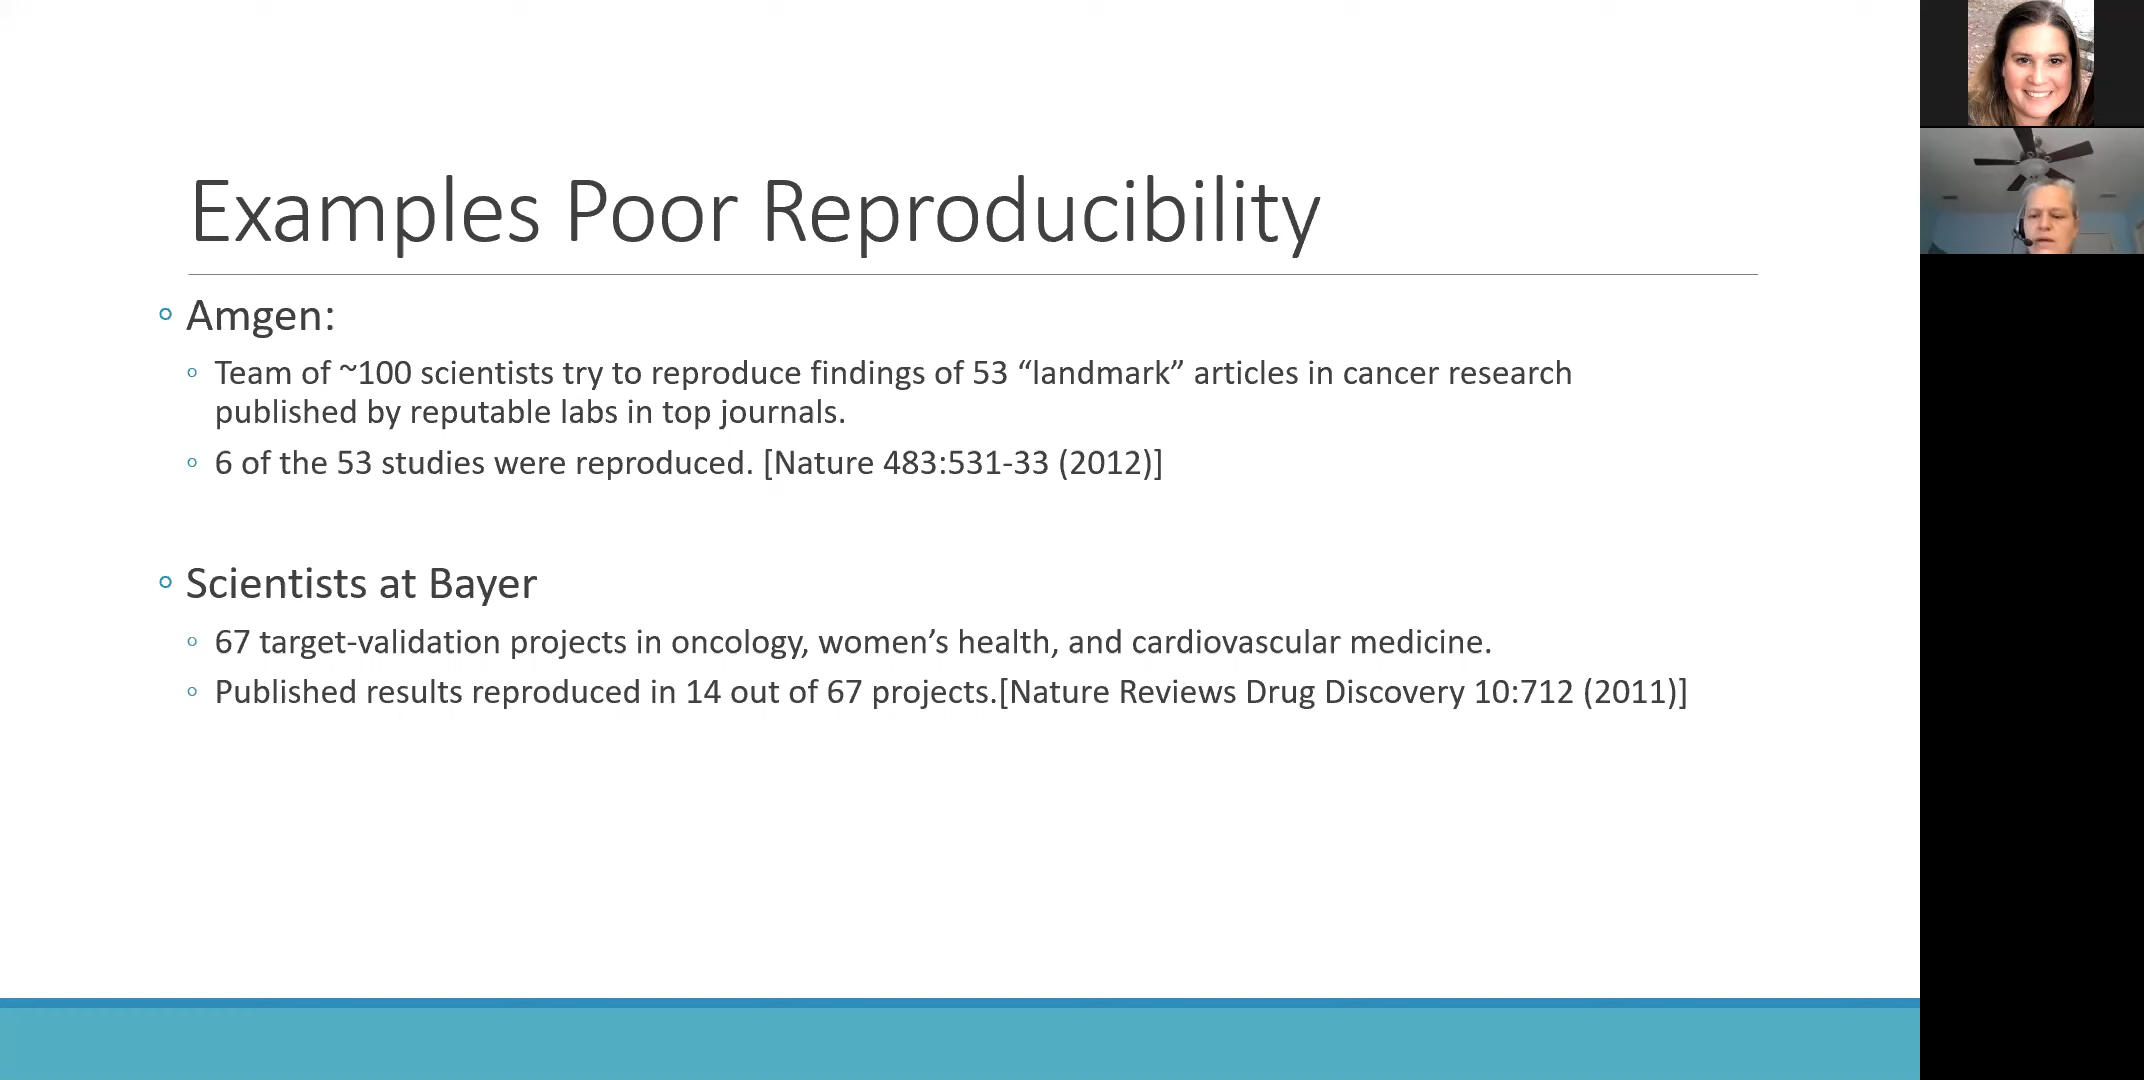 Examples Poor Reproducibility
Amgen:
Team of ~100 scientists try to reproduce findings of 53 “landmark” articles in cancer research
published by reputable labs in top journals.
6 of the 53 studies were reproduced. [Nature 483:531-33 (2012)]
Scientists at Bayer
67 target-validation projects in oncology, women’s health, and cardiovascular medicine.
Published results reproduced in 14 out of 67 projects.[Nature Reviews Drug Discovery 10:712 (2011)]